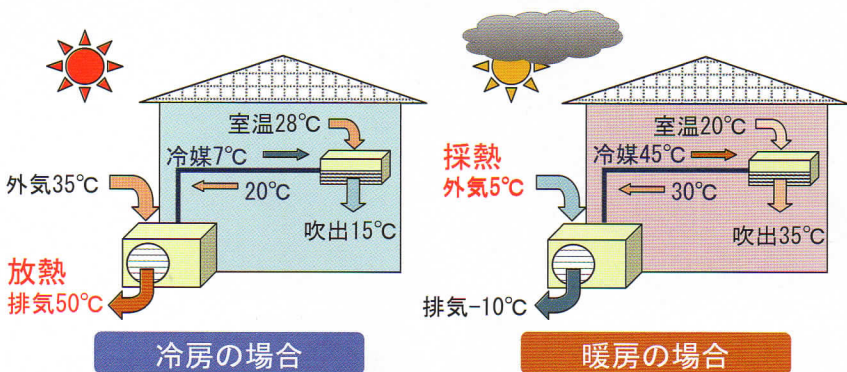 室温28℃
冷媒7℃
外気35℃
20℃
吹出15℃
放熱
排気50℃
冷房の場合
室温20℃
採熱
冷媒45℃
外気5℃
30℃
吹出35℃
排気-10℃
暖房の場合